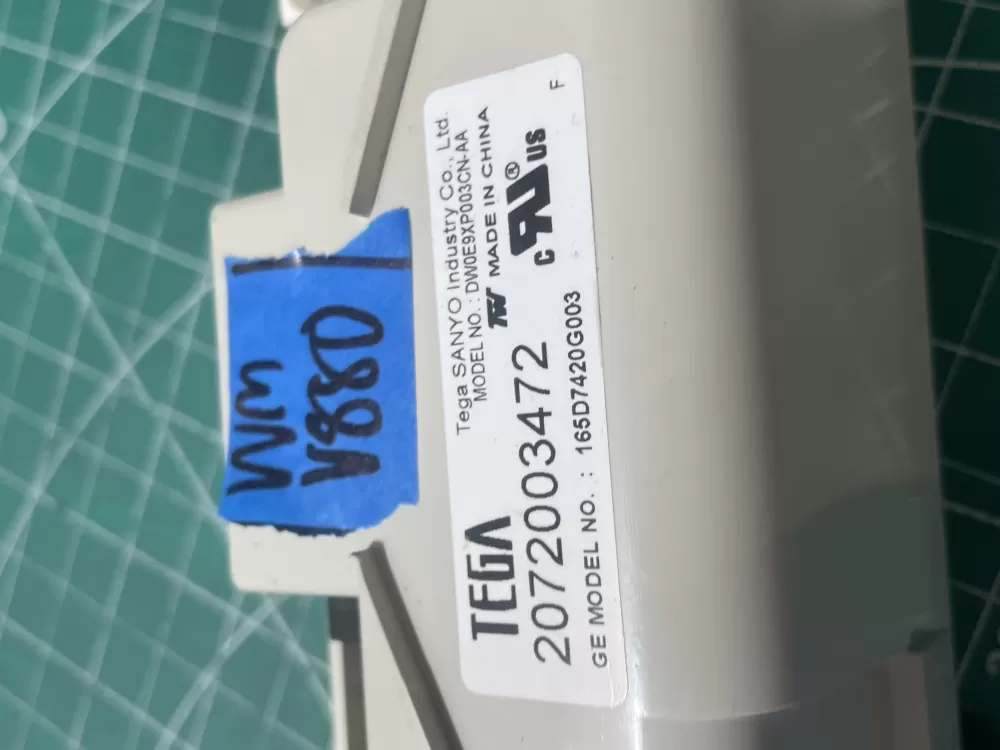 WM
V880
Tega SANYO Industry Co., Ltd.
MODEL NO. : DW0E9XP003CN-AA
MADE IN CHINA
c RU ® US
TEGA
2072003472
GE MODEL NO. : 165D7420G003
F